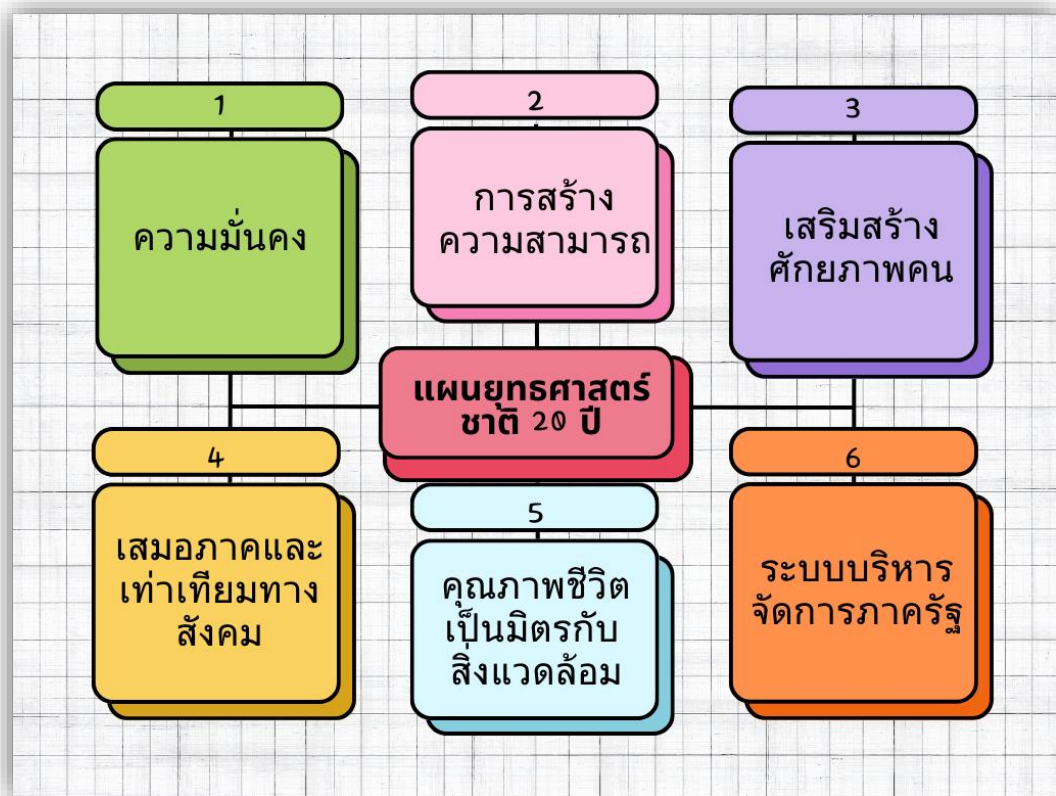 1
ความมั่นคง
2
การสร้าง
ความสามารถ
3
เสริมสร้าง
ศักยภาพคน
แผนยุทธศาสตร์
ชาติ 20 ปี
4
เสมอภาคและ
เท่าเทียมทาง
สังคม
5
คุณภาพชีวิต
เป็นมิตรกับ
สิ่งแวดล้อม
6
ระบบบริหาร
จัดการภาครัฐ